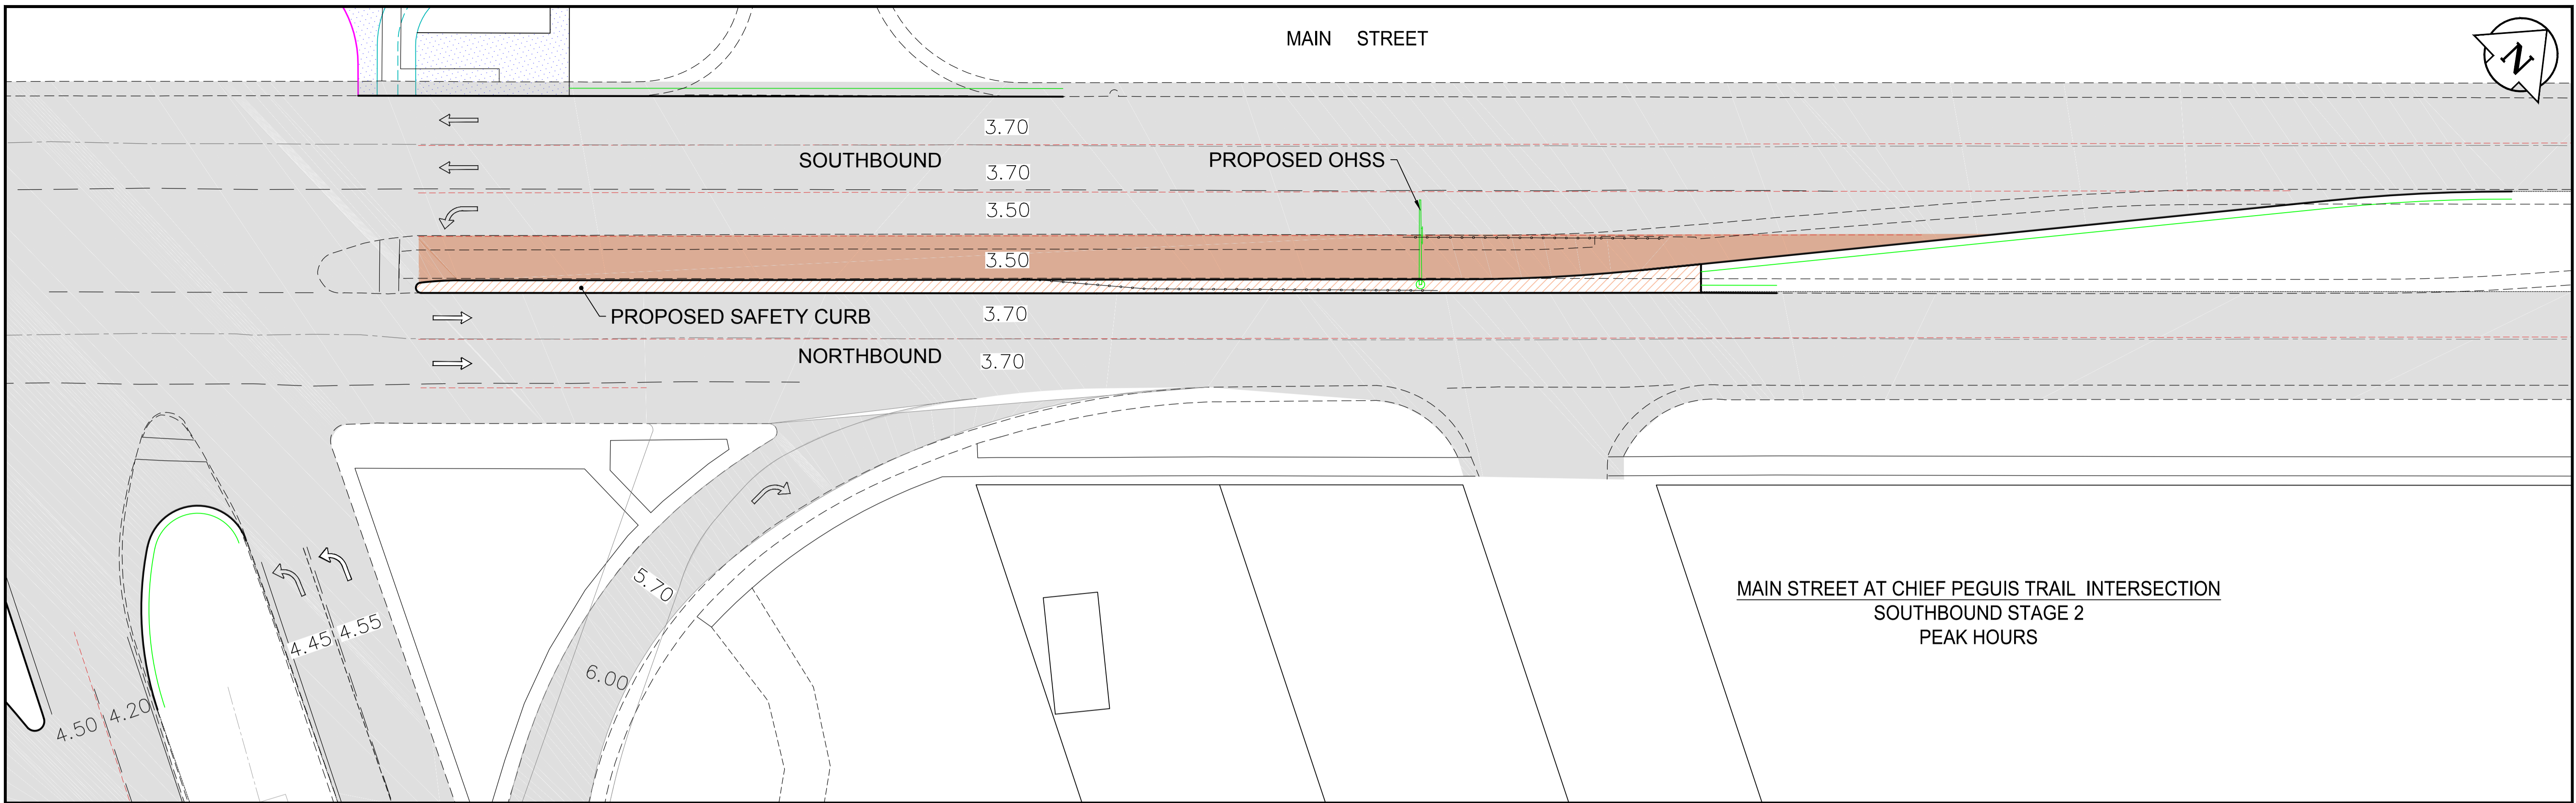 MAIN STREET
N
3.70
SOUTHBOUND
PROPOSED OHSS
3.70
3.50
3.50
PROPOSED SAFETY CURB
3.70
NORTHBOUND
3.70
5.70
MAIN STREET AT CHIEF PEGUIS TRAIL INTERSECTION
SOUTHBOUND STAGE 2
PEAK HOURS
4.45
4.55
6.00
4.50
4.20